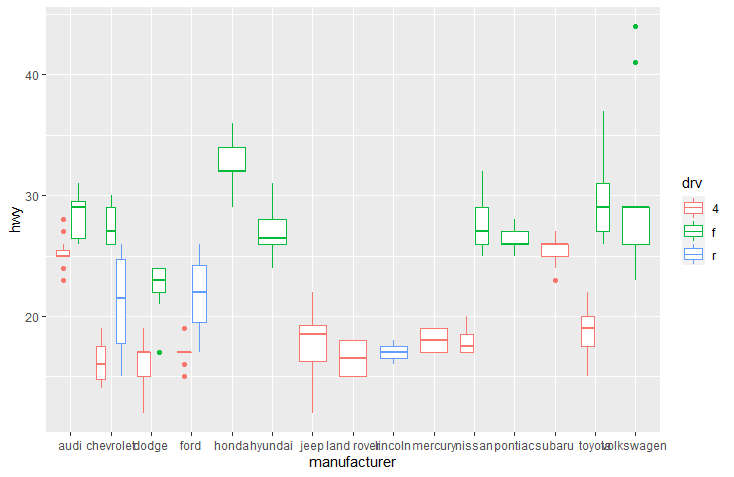 hwy
40
30
20
audi chevrolet dodge ford honda hyundai jeep land rover lincoln mercury nissan pontiac subaru toyota volkswagen
manufacturer
drv
4
f
r